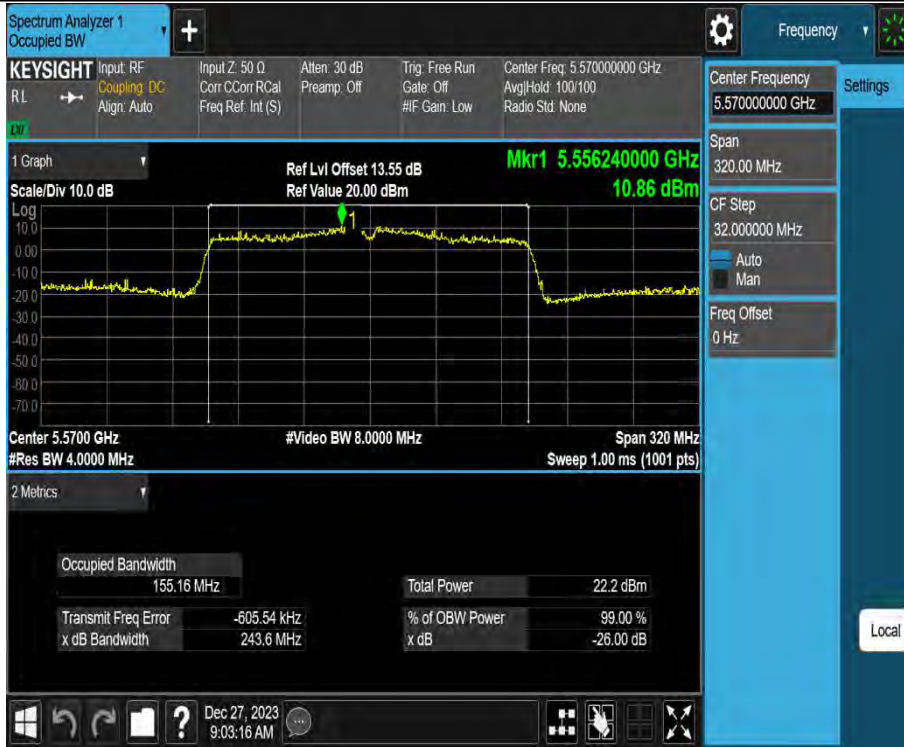 Spectrum Analyzer 1
Occupied BW
+
Frequency
KEYSIGHT
Input: RF
Coupling: DC
Align: Auto
Input Z: 50 Ω
Corr CCorr RCal
Freq Ref: Int (S)
Atten: 30 dB
Preamp: Off
Trig: Free Run
Gate: Off
#IF Gain: Low
Center Freq: 5.570000000 GHz
Avg|Hold: 100/100
Radio Std: None
R L
LXI
Center Frequency
5.570000000 GHz
Settings
Span
320.00 MHz
CF Step
32.000000 MHz
Auto
Man
Freq Offset
0 Hz
Local
1 Graph
Scale/Div 10.0 dB
Ref Lvl Offset 13.55 dB
Ref Value 20.00 dBm
Mkr1 5.556240000 GHz
10.86 dBm
Log
10.0
0.00
-10.0
-20.0
-30.0
-40.0
-50.0
-60.0
-70.0
1
Center 5.5700 GHz
#Video BW 8.0000 MHz
Span 320 MHz
#Res BW 4.0000 MHz
Sweep 1.00 ms (1001 pts)
2 Metrics
Occupied Bandwidth
155.16 MHz
Total Power 22.2 dBm
Transmit Freq Error -605.54 kHz
% of OBW Power 99.00 %
x dB Bandwidth 243.6 MHz
x dB -26.00 dB
?
Dec 27, 2023
9:03:16 AM